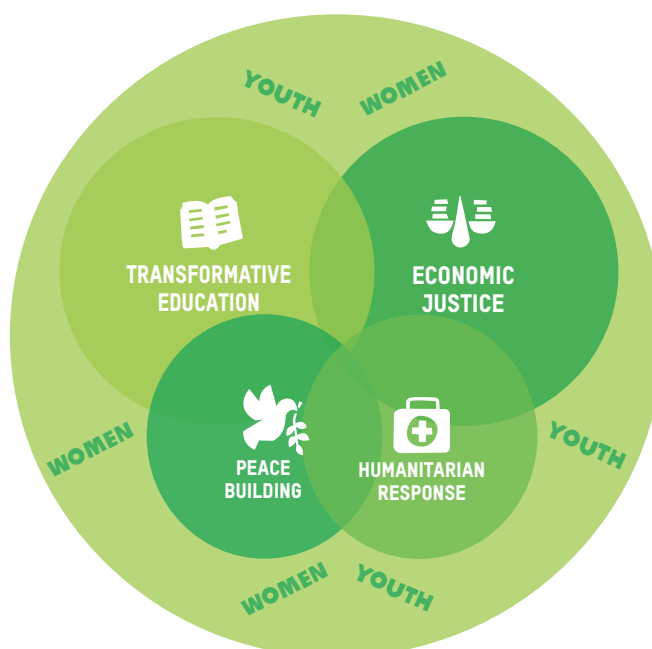 YOUTH
WOMEN
TRANSFORMATIVE
EDUCATION
ECONOMIC
JUSTICE
WOMEN
YOUTH
PEACE
BUILDING
HUMANITARIAN
RESPONSE
WOMEN
YOUTH